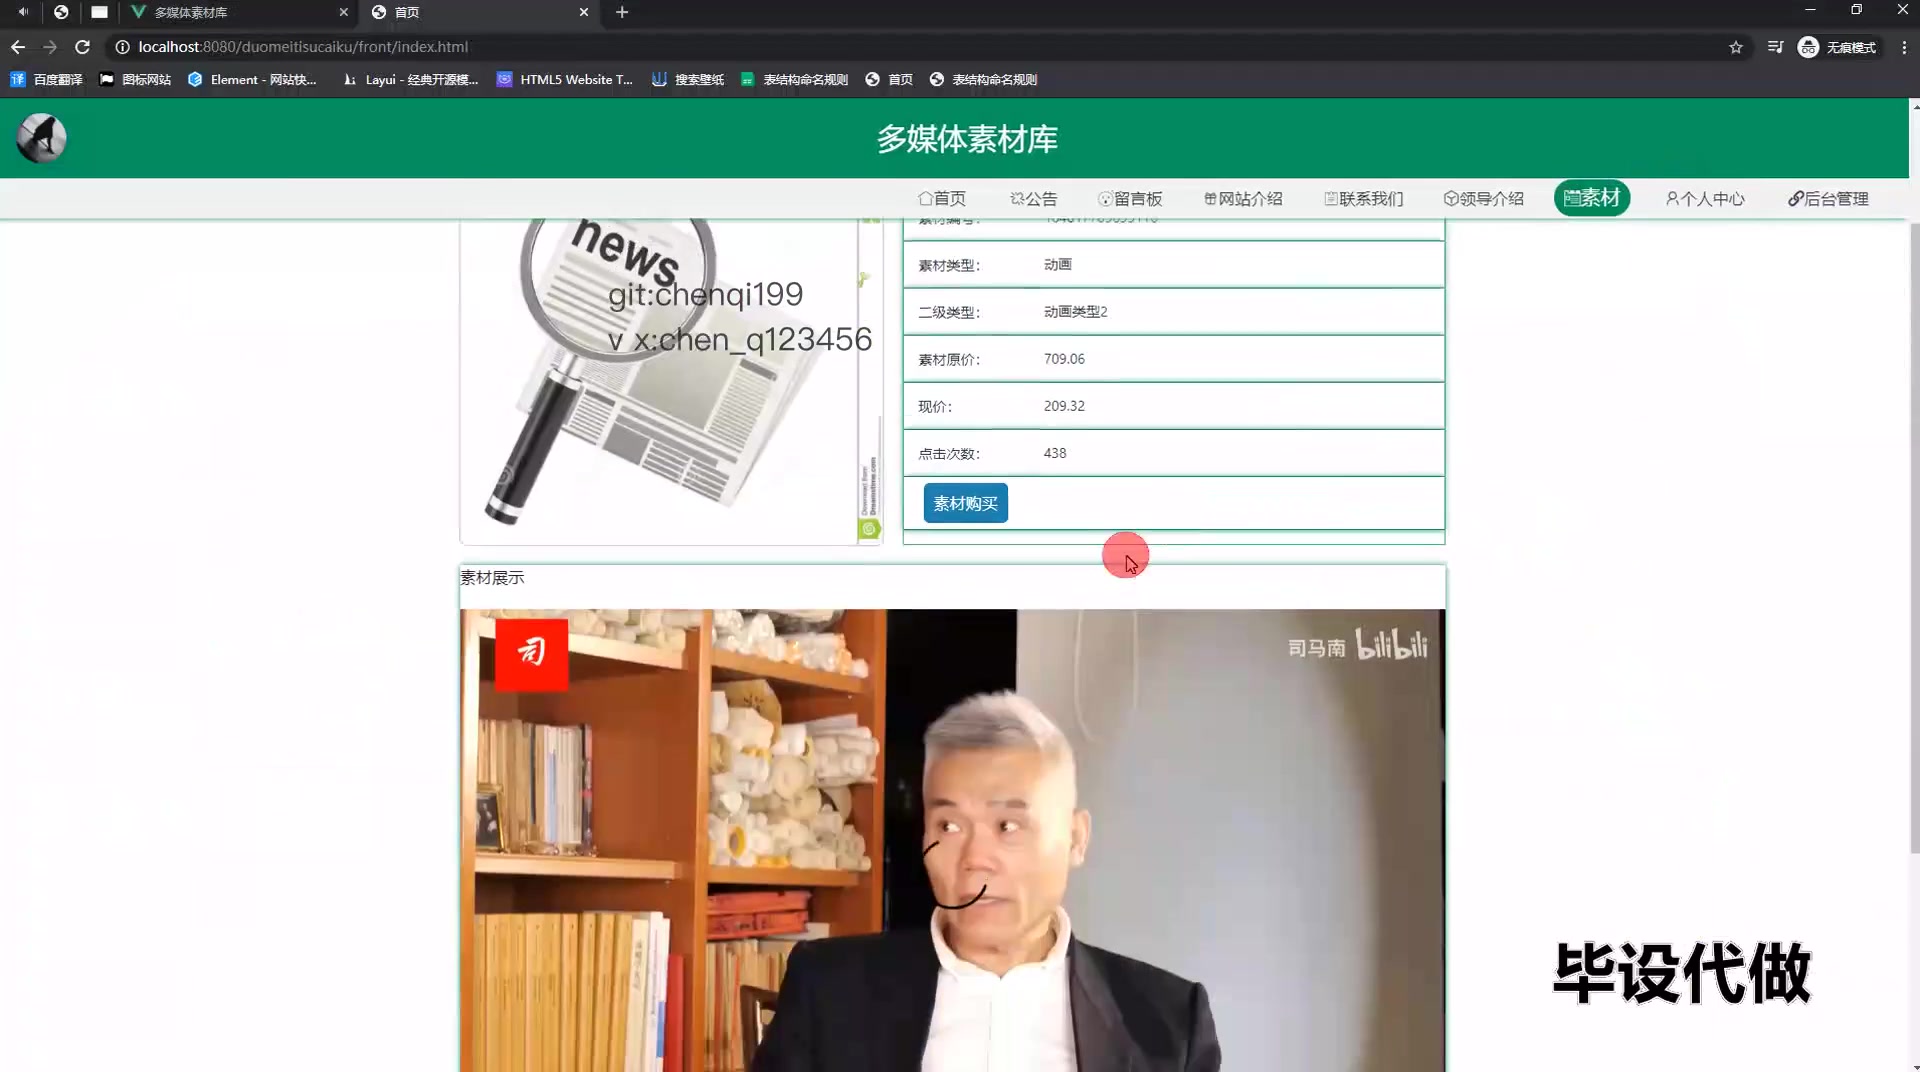 多媒体素材库
首页
localhost:8080/duomeitisucaiku/front/index.html
无痕模式
百度翻译
图标网站
Element - 网站快...
Layui - 经典开源模...
HTML5 Website T...
搜索壁纸
表结构命名规则
首页
表结构命名规则
多媒体素材库
首页
公告
留言板
网站介绍
联系我们
领导介绍
素材
个人中心
后台管理
news
git:chenqi199
v x:chen_q123456
素材类型： 动画
二级类型： 动画类型2
素材原价： 709.06
现价： 209.32
点击次数： 438
素材购买
素材展示
司
司马南 bilibili
毕设代做